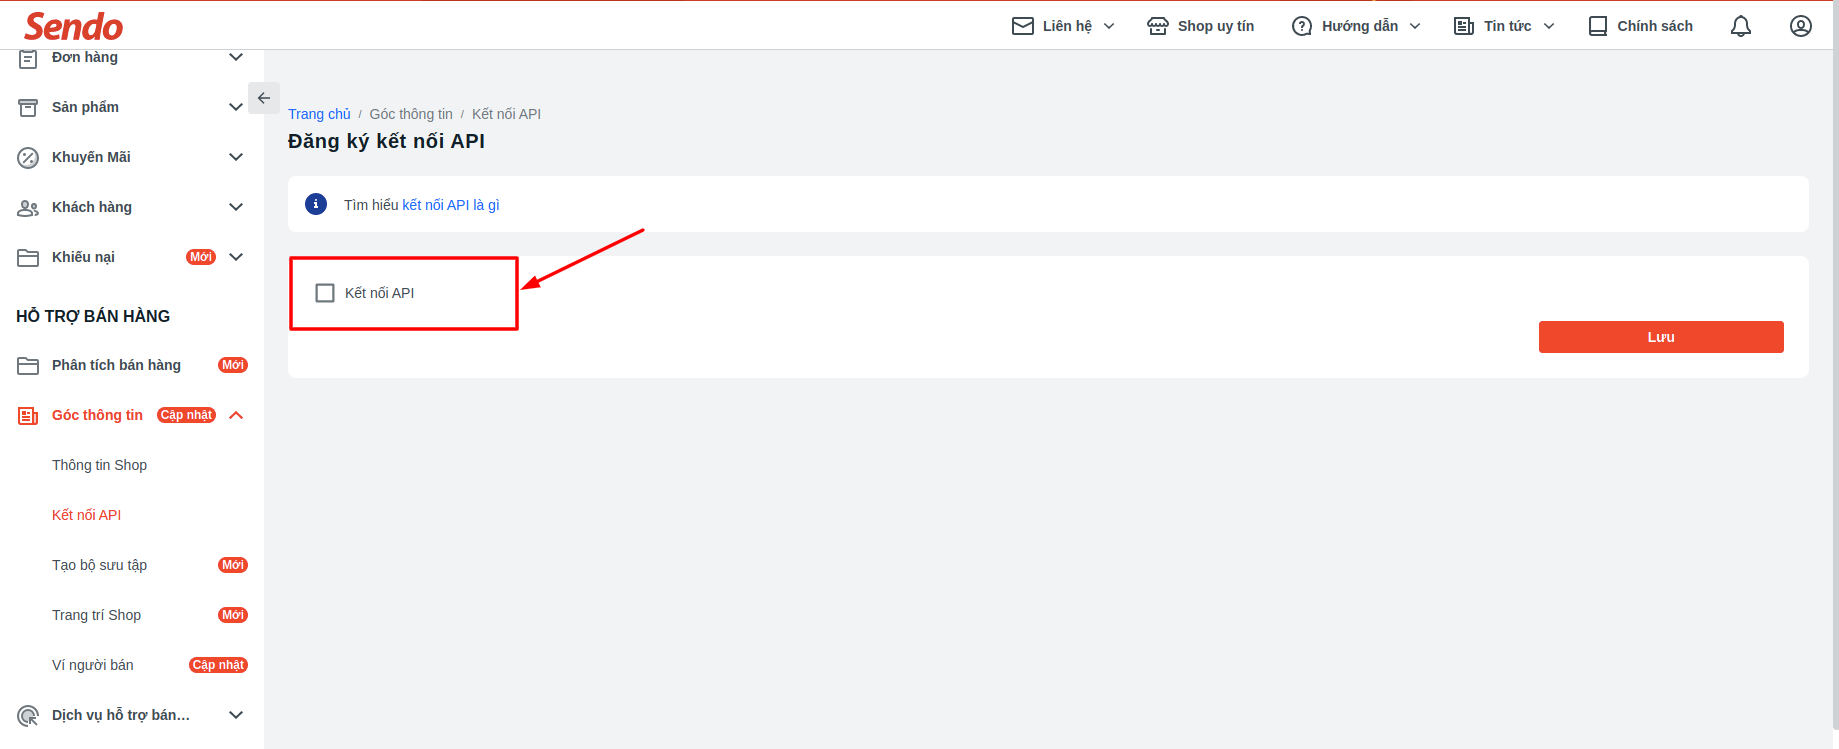 Sendo
Liên hệ
Shop uy tín
Hướng dẫn
Tin tức
Chính sách
Đơn hàng
Sản phẩm
Khuyến Mãi
Khách hàng
Khiếu nại Mới
HỖ TRỢ BÁN HÀNG
Phân tích bán hàng Mới
Góc thông tin Cập nhật
Thông tin Shop
Kết nối API
Tạo bộ sưu tập Mới
Trang trí Shop Mới
Ví người bán Cập nhật
Dịch vụ hỗ trợ bán...
Trang chủ / Góc thông tin / Kết nối API
Đăng ký kết nối API
Tìm hiểu kết nối API là gì
Kết nối API
Lưu